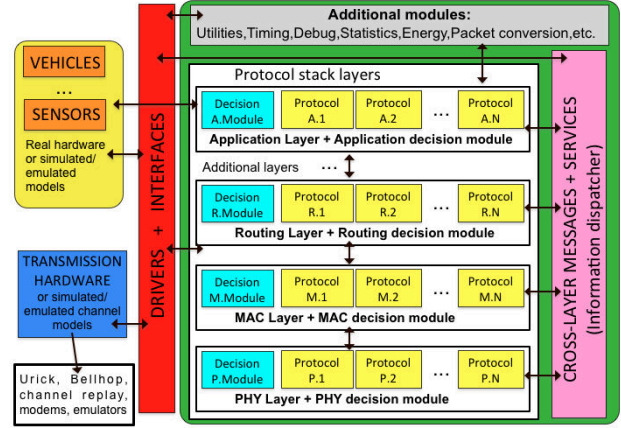 Additional modules:
Utilities,Timing,Debug,Statistics,Energy,Packet conversion,etc.
VEHICLES
...
SENSORS
Real hardware
or simulated/
emulated
models
TRANSMISSION
HARDWARE
or simulated/
emulated channel
models
Urick, Bellhop,
channel replay,
modems, emulators
DRIVERS + INTERFACES
Protocol stack layers
Decision
A.Module
Protocol
A.1
Protocol
A.2
...
Protocol
A.N
Application Layer + Application decision module
Additional layers ...
Decision
R.Module
Protocol
R.1
Protocol
R.2
...
Protocol
R.N
Routing Layer + Routing decision module
Decision
M.Module
Protocol
M.1
Protocol
M.2
...
Protocol
M.N
MAC Layer + MAC decision module
Decision
P.Module
Protocol
P.1
Protocol
P.2
...
Protocol
P.N
PHY Layer + PHY decision module
CROSS-LAYER MESSAGES + SERVICES
(Information dispatcher)